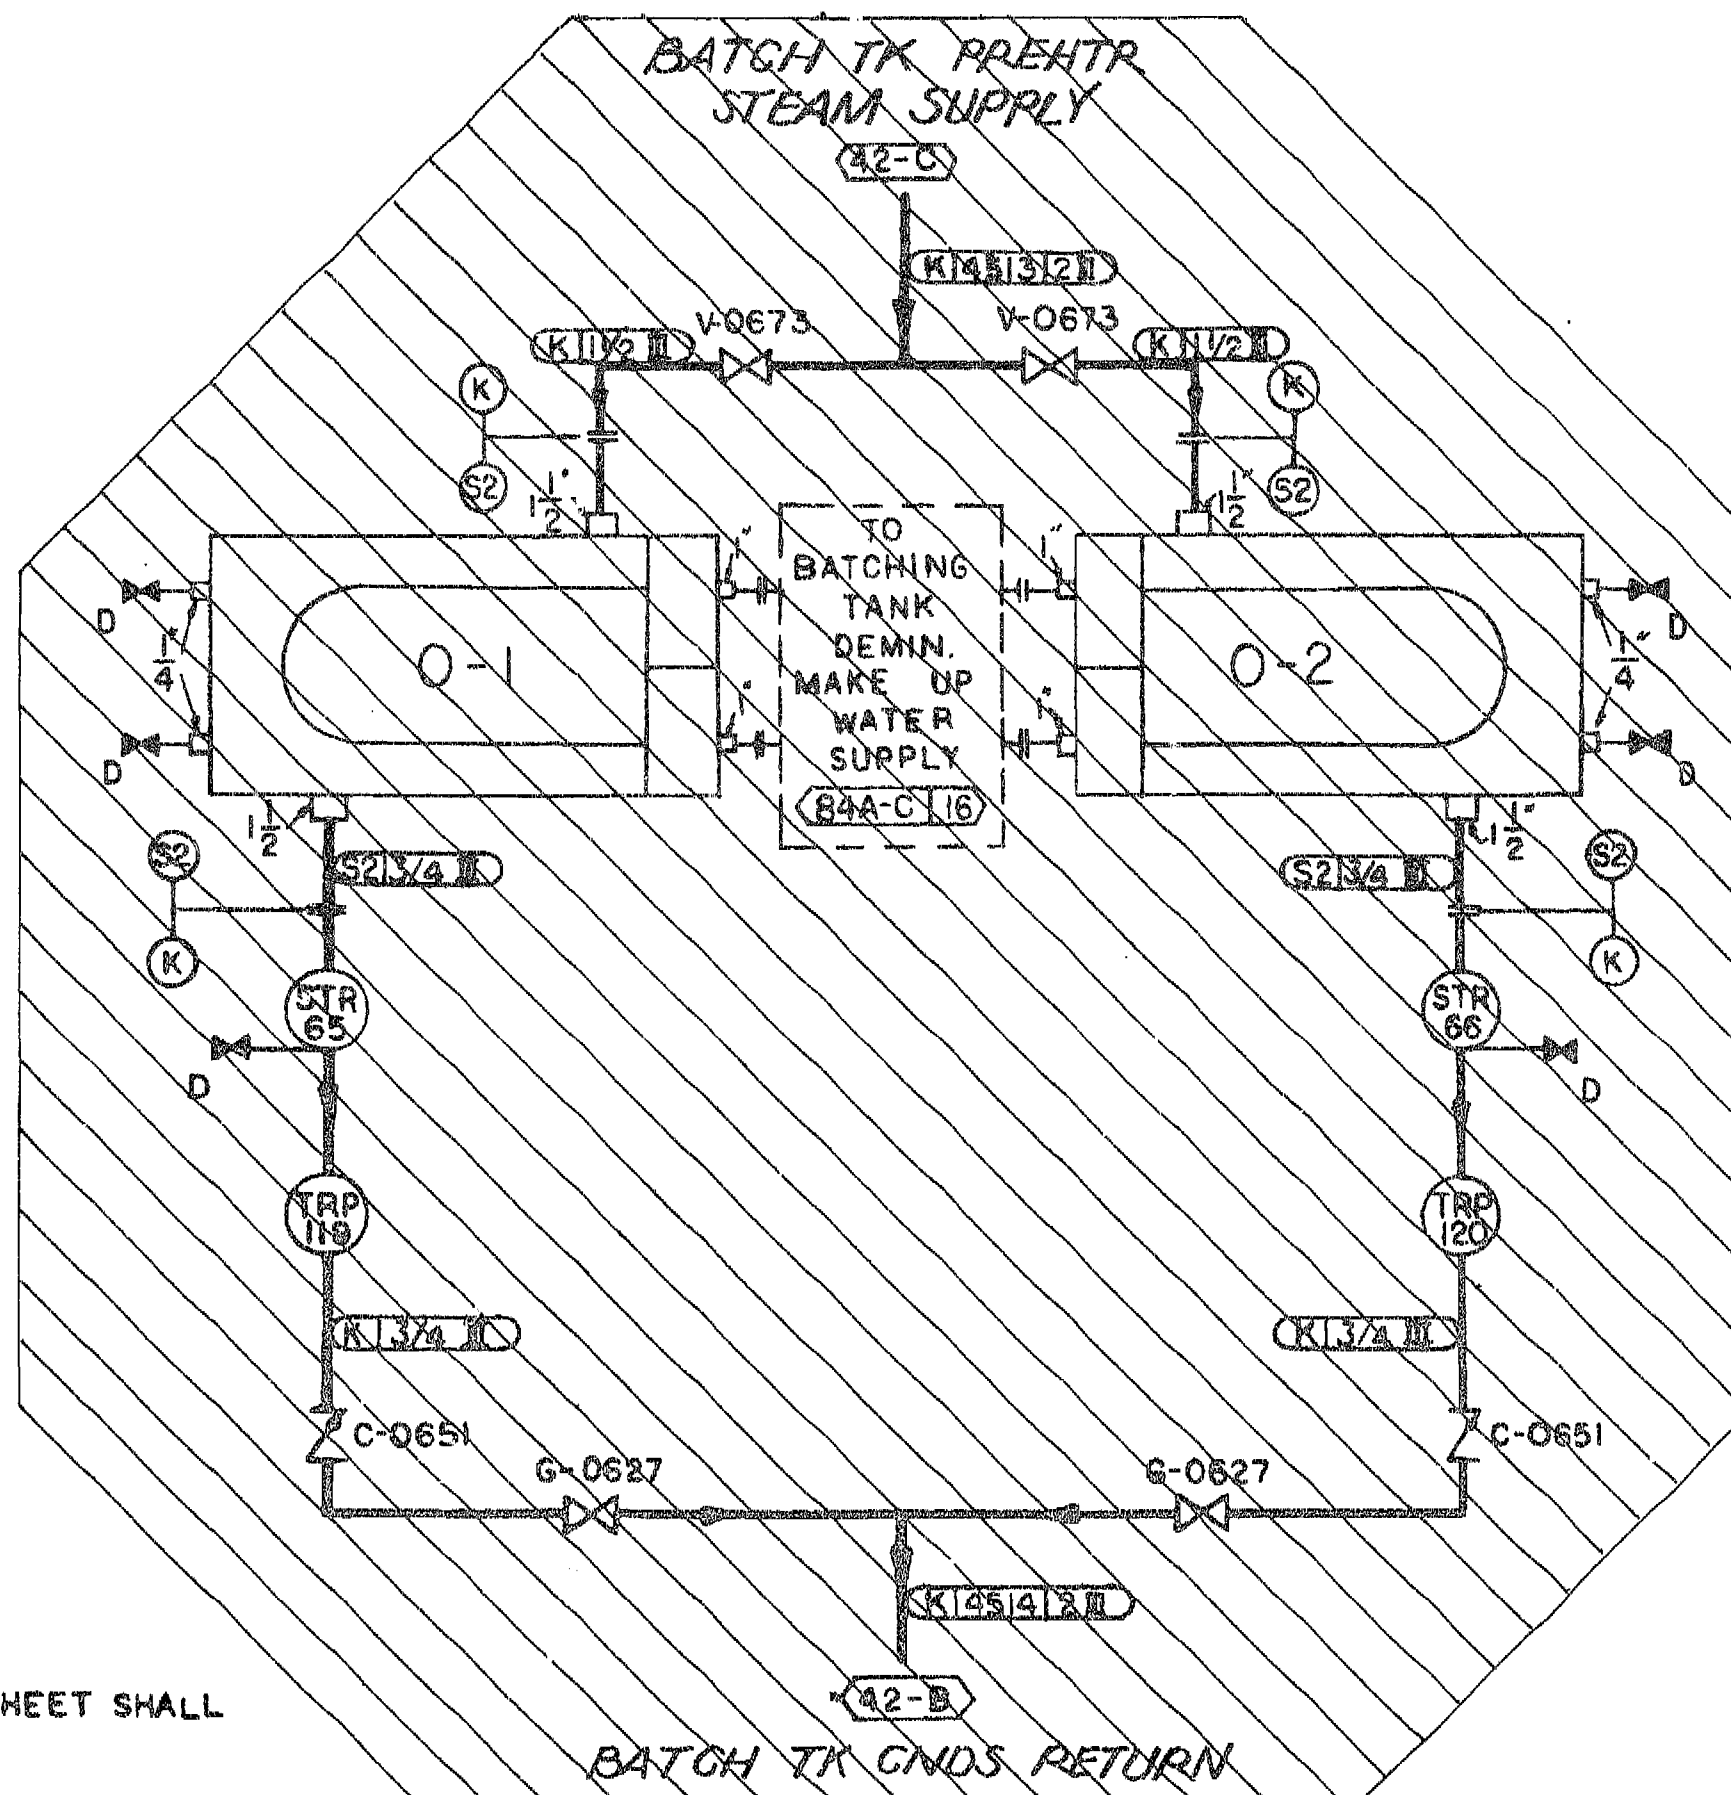 BATCH TK PREHTR
STEAM SUPPLY
42-C
K 45 3 2 II
V-0673
V-0673
K 1 1/2 II
K 1 1/2 II
K
K
S2
S2
1 1/2"
1 1/2"
TO
BATCHING
TANK
DEMIN.
MAKE UP
WATER
SUPPLY
84A-C 16
1"
1"
1"
1"
D
D
D
D
1/4"
1/4"
O-1
O-2
1 1/2
1 1/2"
S2
S2
S2 3/4 II
S2 3/4 II
K
K
STR
65
STR
66
D
D
TRP
119
TRP
120
K 3/4 II
K 3/4 III
C-0651
C-0651
G-0627
G-0627
K 45 4 2 II
42-B
HEET SHALL
BATCH TK CNDS RETURN